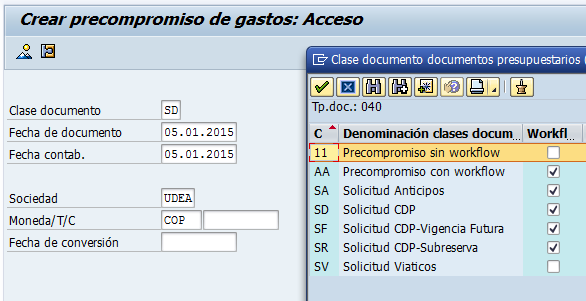 Crear precompromiso de gastos: Acceso
Clase documento SD
Fecha de documento 05.01.2015
Fecha contab. 05.01.2015
Sociedad UDEA
Moneda/T/C COP
Fecha de conversión
Clase documento documentos presupuestarios
Tp.doc.: 040
C Denominación clases docum... Workfl...
11 Precompromiso sin workflow
AA Precompromiso con workflow
SA Solicitud Anticipos
SD Solicitud CDP
SF Solicitud CDP-Vigencia Futura
SR Solicitud CDP-Subreserva
SV Solicitud Viaticos